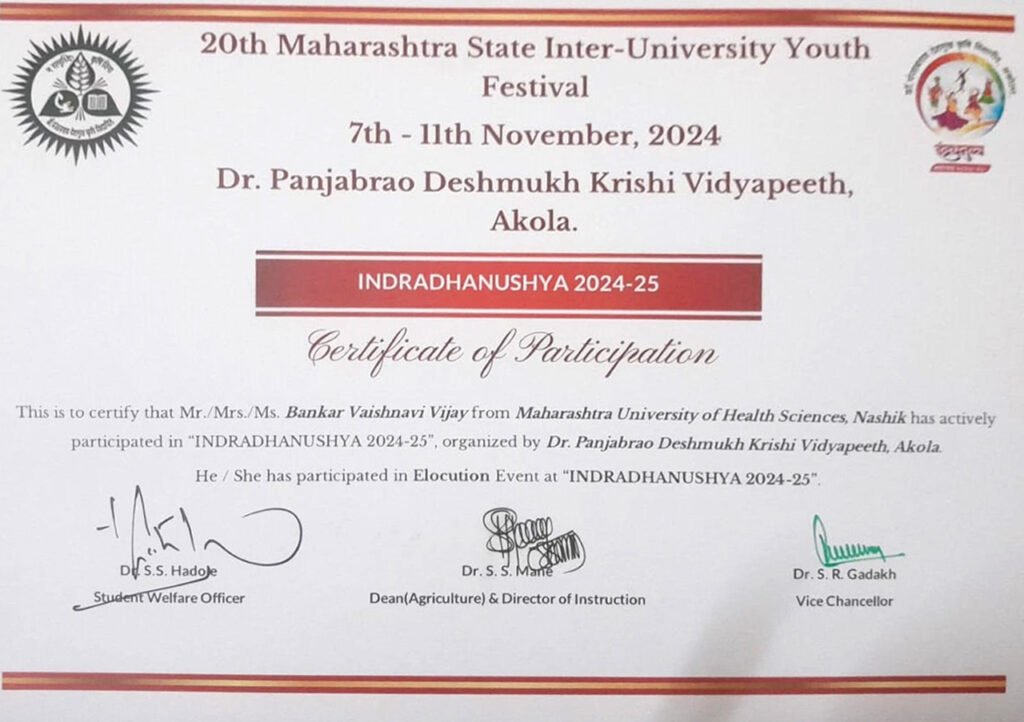 20th Maharashtra State Inter-University Youth
Festival
7th - 11th November, 2024
Dr. Panjabrao Deshmukh Krishi Vidyapeeth,
Akola.
इंद्रधनुष्य
INDRADHANUSHYA 2024-25
Certificate of Participation
This is to certify that Mr./Mrs./Ms. Bankar Vaishnavi Vijay from Maharashtra University of Health Sciences, Nashik has actively
participated in “INDRADHANUSHYA 2024-25”, organized by Dr. Panjabrao Deshmukh Krishi Vidyapeeth, Akola.
He / She has participated in Elocution Event at “INDRADHANUSHYA 2024-25”.
Dr. S.S. Hadole
Student Welfare Officer
Dr. S. S. Mane
Dean(Agriculture) & Director of Instruction
Dr. S. R. Gadakh
Vice Chancellor